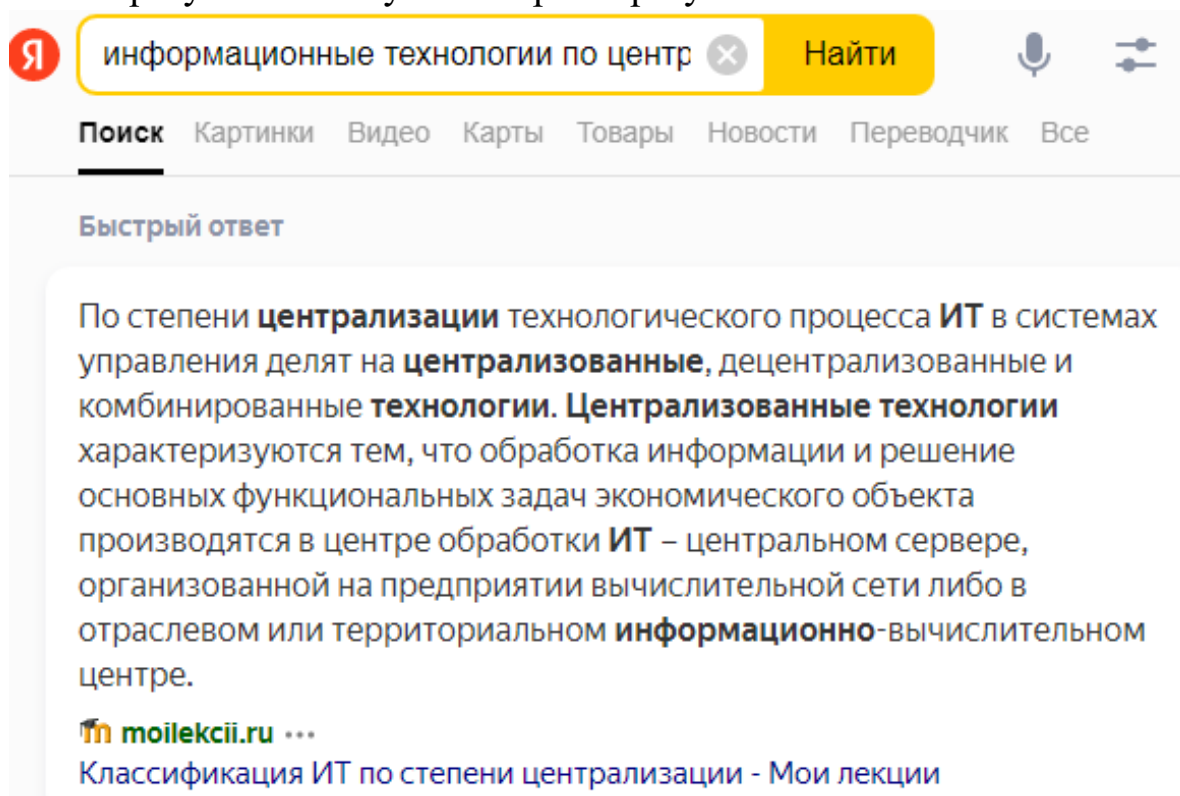 Я информационные технологии по центр Найти
Поиск Картинки Видео Карты Товары Новости Переводчик Все
Быстрый ответ
По степени централизации технологического процесса ИТ в системах
управления делят на централизованные, децентрализованные и
комбинированные технологии. Централизованные технологии
характеризуются тем, что обработка информации и решение
основных функциональных задач экономического объекта
производятся в центре обработки ИТ – центральном сервере,
организованной на предприятии вычислительной сети либо в
отраслевом или территориальном информационно-вычислительном
центре.
moilekcii.ru
Классификация ИТ по степени централизации - Мои лекции